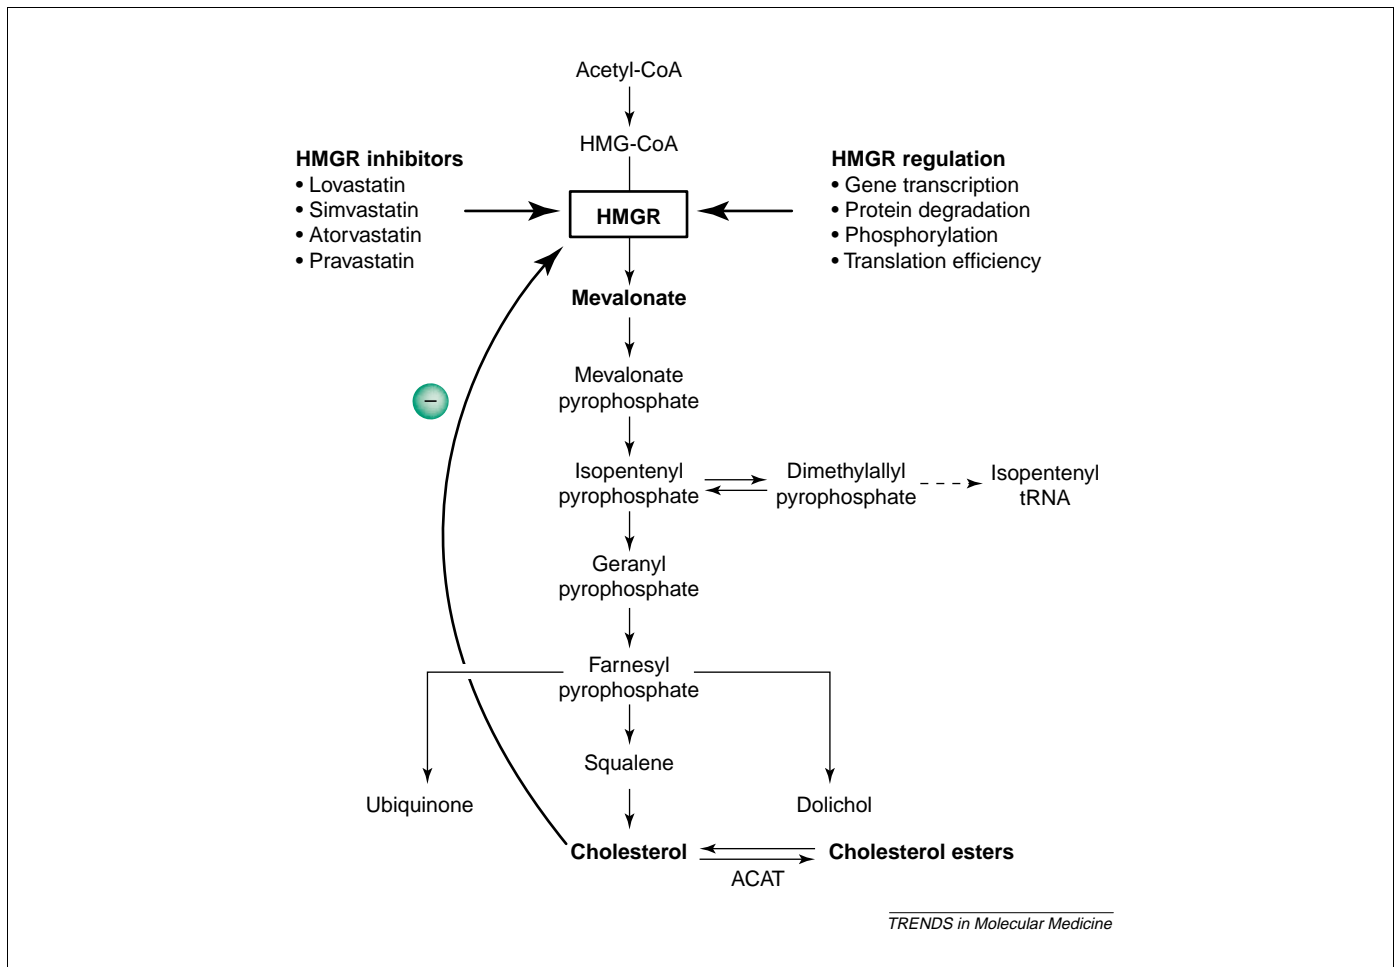 Acetyl-CoA
HMG-CoA
HMGR inhibitors
• Lovastatin
• Simvastatin
• Atorvastatin
• Pravastatin
HMGR
HMGR regulation
• Gene transcription
• Protein degradation
• Phosphorylation
• Translation efficiency
Mevalonate
Mevalonate
pyrophosphate
–
Isopentenyl
pyrophosphate
Dimethylallyl
pyrophosphate
Isopentenyl
tRNA
Geranyl
pyrophosphate
Farnesyl
pyrophosphate
Squalene
Ubiquinone
Dolichol
Cholesterol
Cholesterol esters
ACAT
TRENDS in Molecular Medicine